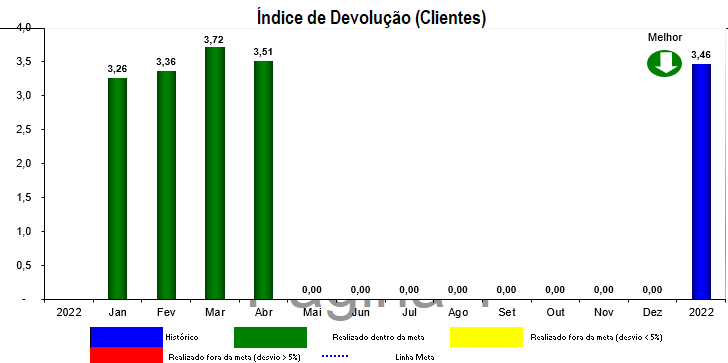 Índice de Devolução (Clientes)
4,0
3,5
3,0
2,5
2,0
1,5
1,0
0,5
-
3,26 3,36 3,72 3,51 0,00 0,00 0,00 0,00 0,00 0,00 0,00 0,00 3,46
Melhor
2022 Jan Fev Mar Abr Mai Jun Jul Ago Set Out Nov Dez 2022
Histórico Realizado dentro da meta Realizado fora da meta (desvio < 5%)
Realizado fora da meta (desvio > 5%) Linha Meta